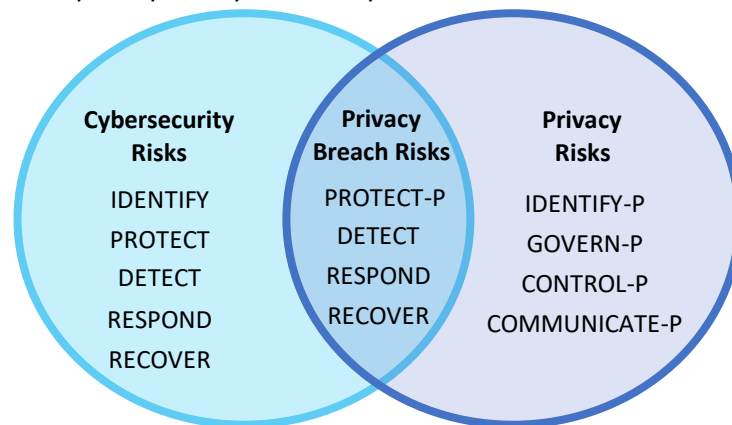 Cybersecurity
Risks
IDENTIFY
PROTECT
DETECT
RESPOND
RECOVER
Privacy
Breach Risks
PROTECT-P
DETECT
RESPOND
RECOVER
Privacy
Risks
IDENTIFY-P
GOVERN-P
CONTROL-P
COMMUNICATE-P